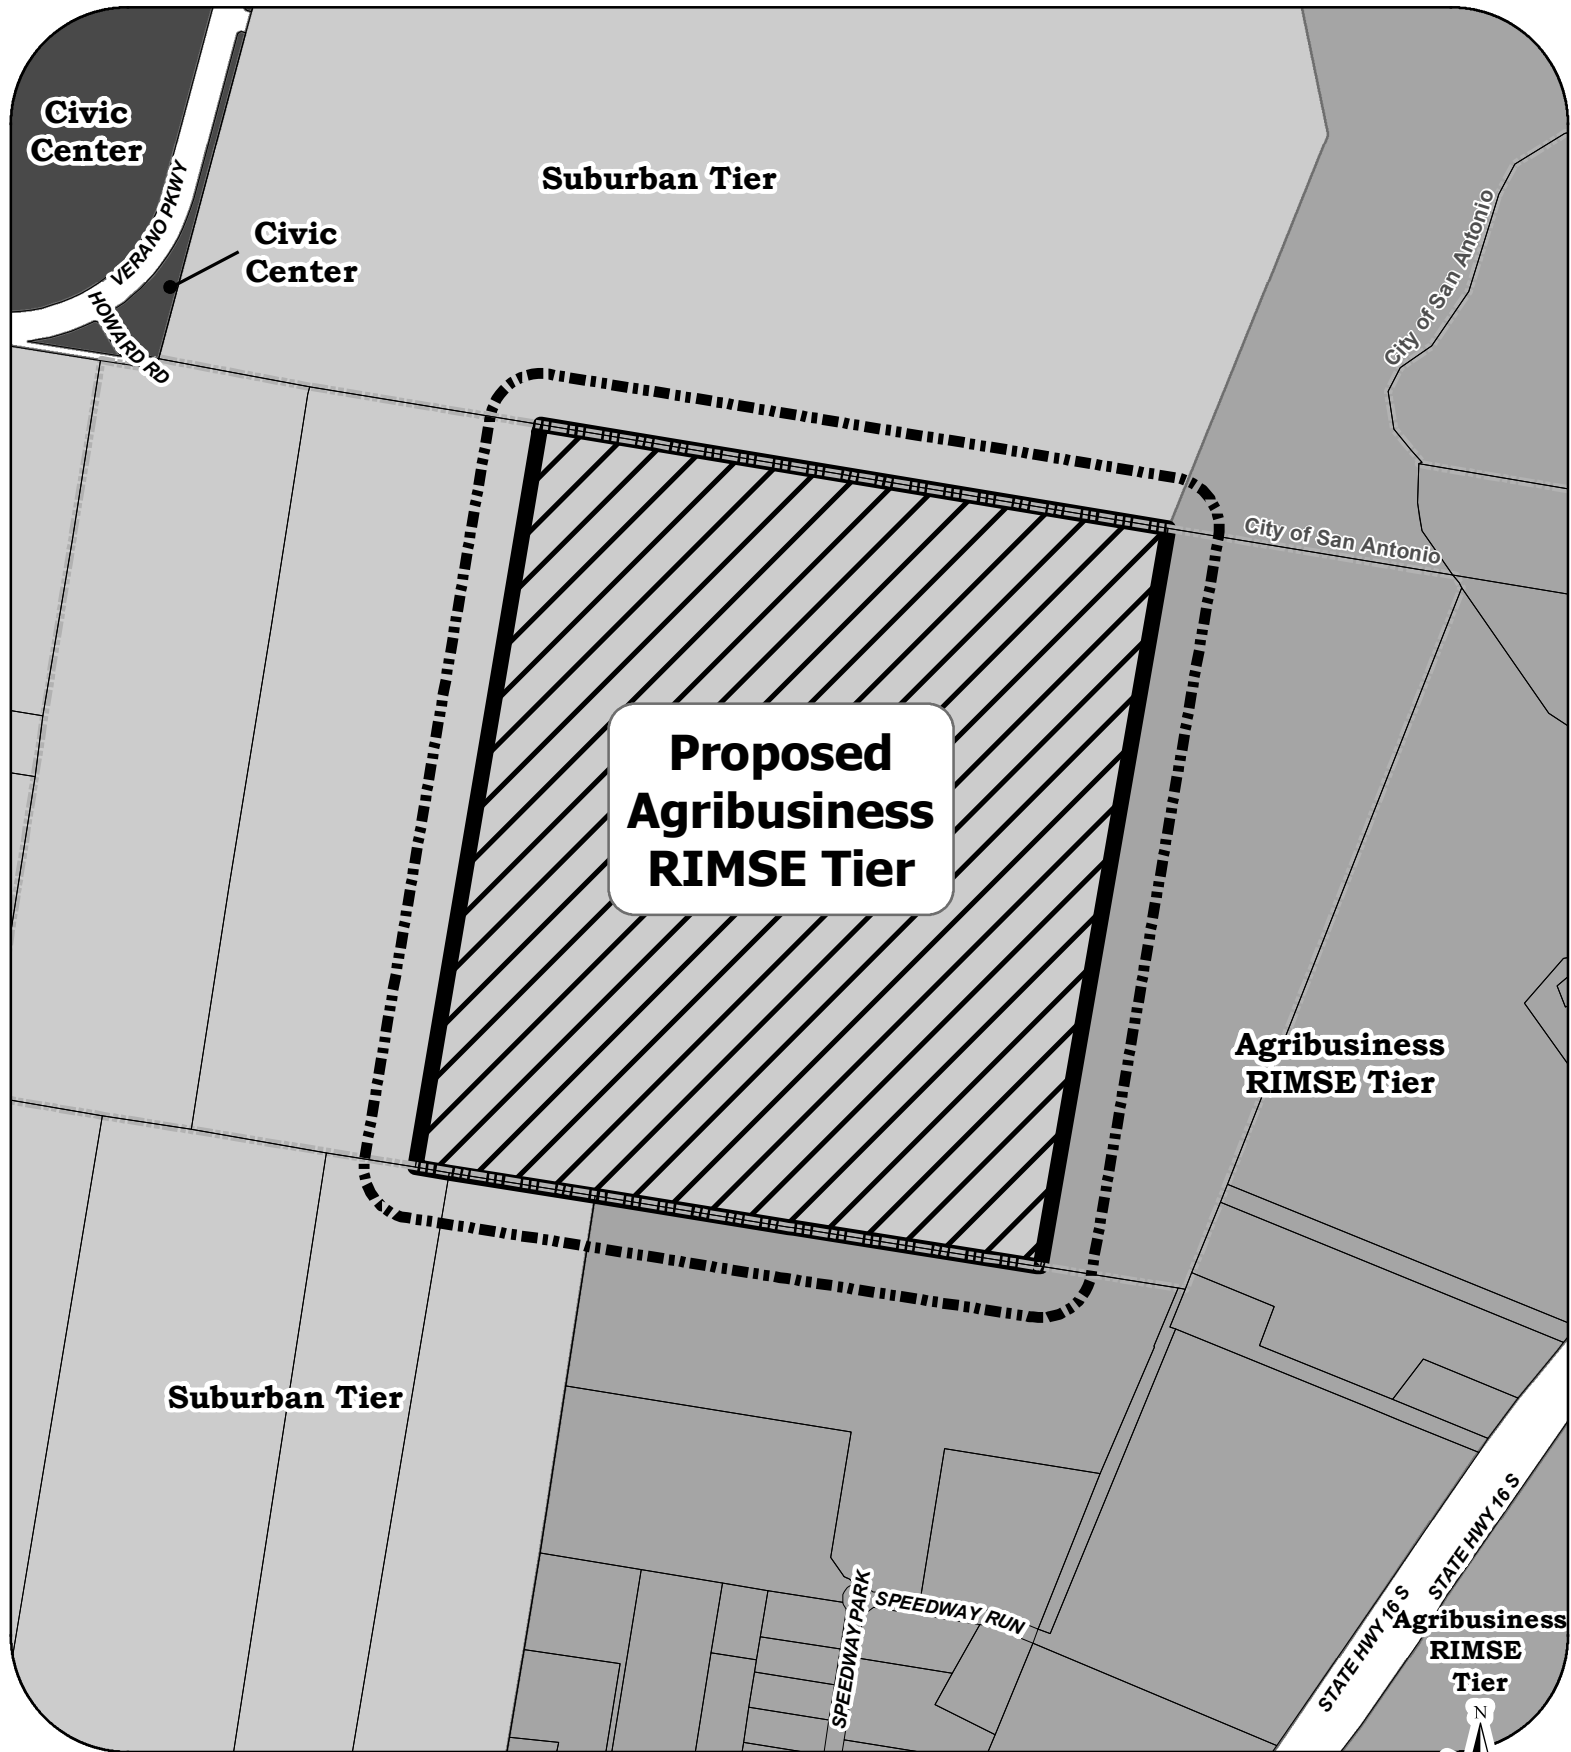 Civic
Center
Suburban Tier
VERANO PKWY
Civic
Center
HOWARD RD
City of San Antonio
City of San Antonio
Proposed
Agribusiness
RIMSE Tier
Agribusiness
RIMSE Tier
Suburban Tier
STATE HWY 16 S
STATE HWY 16 S
SPEEDWAY PARK
SPEEDWAY RUN
Agribusiness
RIMSE
Tier
N